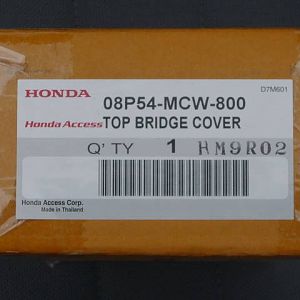 D7M601
HONDA 08P54-MCW-800
Honda Access TOP BRIDGE COVER
Q'TY 1 HM9R02
Honda Access Corp.
Made in Thailand